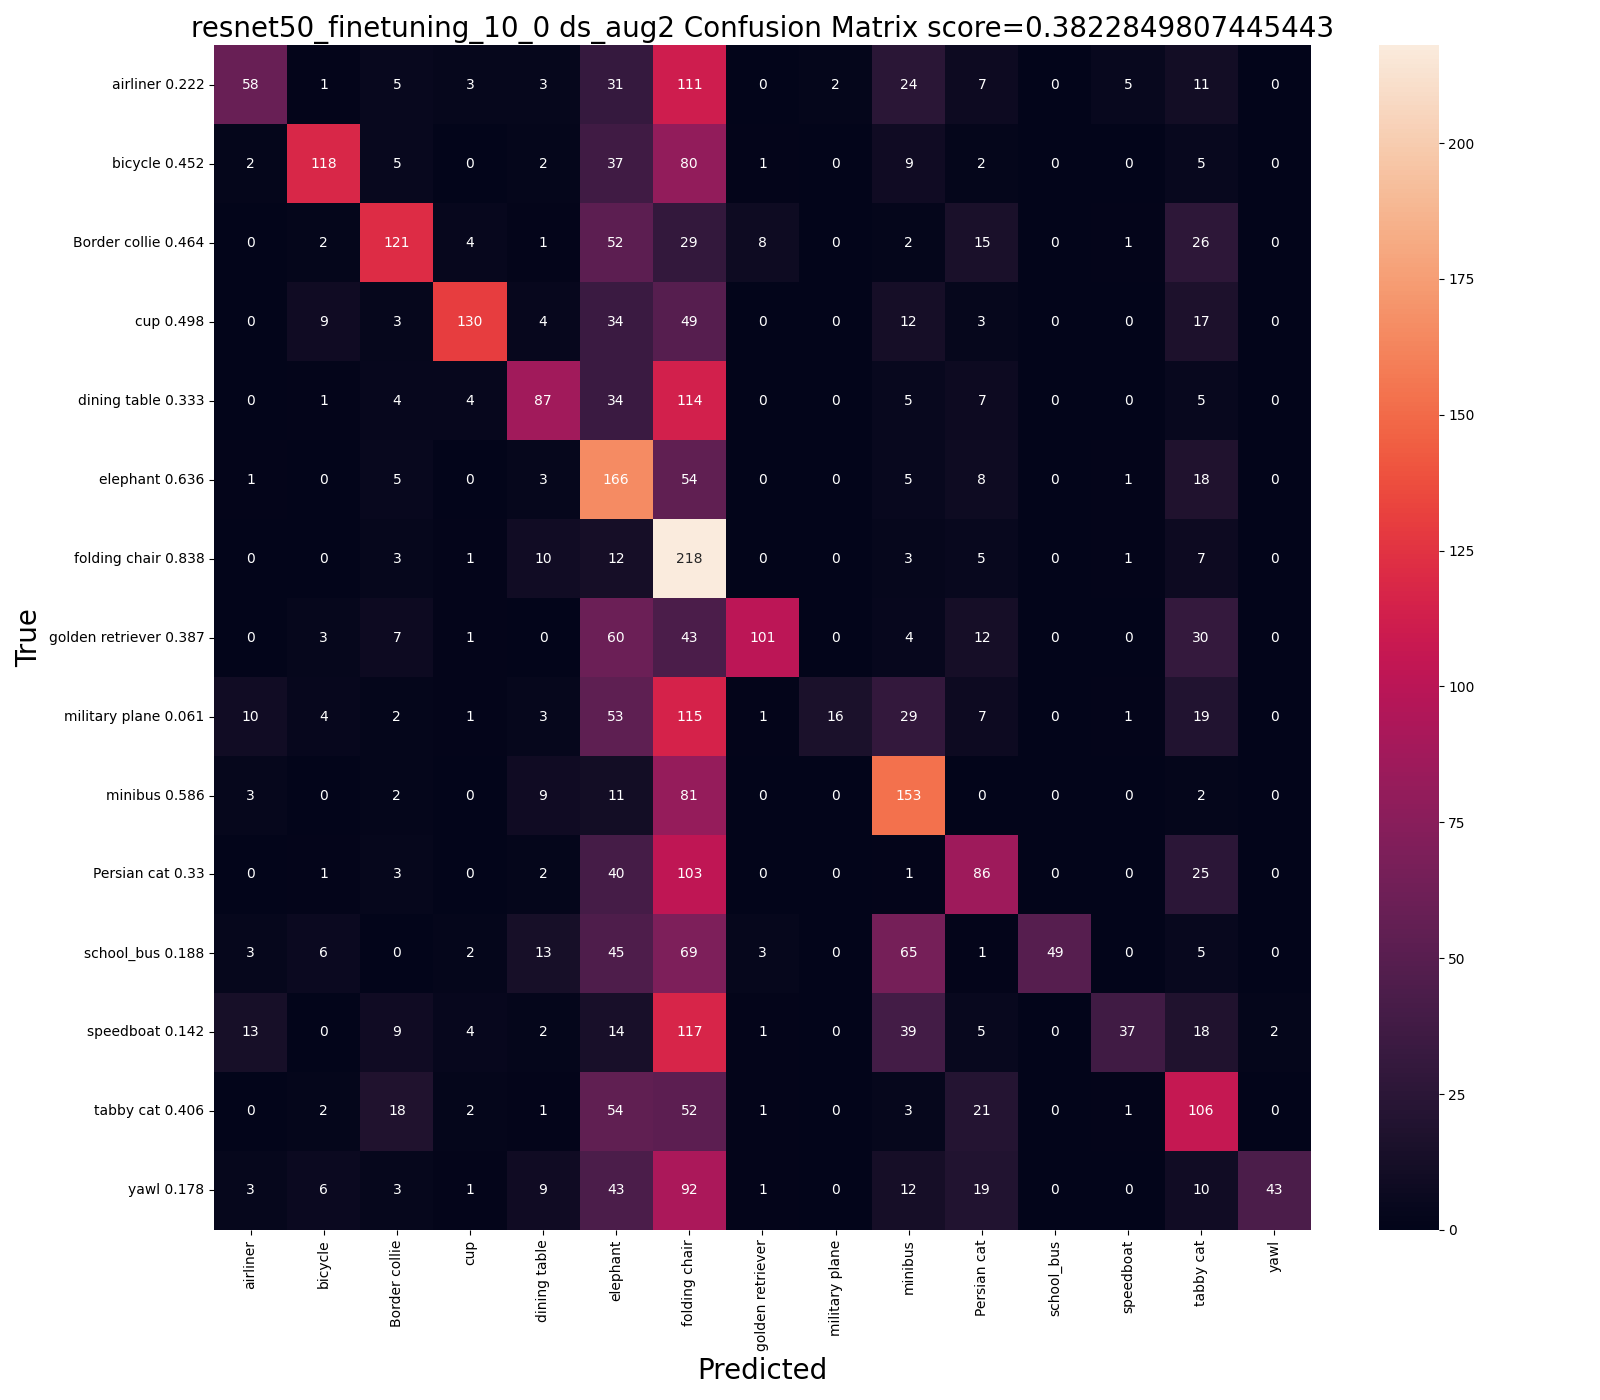 resnet50_finetuning_10_0 ds_aug2 Confusion Matrix score=0.3822849807445443
airliner 0.222 58 1 5 3 3 31 111 0 2 24 7 0 5 11 0
bicycle 0.452 2 118 5 0 2 37 80 1 0 9 2 0 0 5 0
Border collie 0.464 0 2 121 4 1 52 29 8 0 2 15 0 1 26 0
cup 0.498 0 9 3 130 4 34 49 0 0 12 3 0 0 17 0
dining table 0.333 0 1 4 4 87 34 114 0 0 5 7 0 0 5 0
elephant 0.636 1 0 5 0 3 166 54 0 0 5 8 0 1 18 0
folding chair 0.838 0 0 3 1 10 12 218 0 0 3 5 0 1 7 0
golden retriever 0.387 0 3 7 1 0 60 43 101 0 4 12 0 0 30 0
military plane 0.061 10 4 2 1 3 53 115 1 16 29 7 0 1 19 0
minibus 0.586 3 0 2 0 9 11 81 0 0 153 0 0 0 2 0
Persian cat 0.33 0 1 3 0 2 40 103 0 0 1 86 0 0 25 0
school_bus 0.188 3 6 0 2 13 45 69 3 0 65 1 49 0 5 0
speedboat 0.142 13 0 9 4 2 14 117 1 0 39 5 0 37 18 2
tabby cat 0.406 0 2 18 2 1 54 52 1 0 3 21 0 1 106 0
yawl 0.178 3 6 3 1 9 43 92 1 0 12 19 0 0 10 43
True
airliner
bicycle
Border collie
cup
dining table
elephant
folding chair
golden retriever
military plane
minibus
Persian cat
school_bus
speedboat
tabby cat
yawl
Predicted
200
175
150
125
100
75
50
25
0